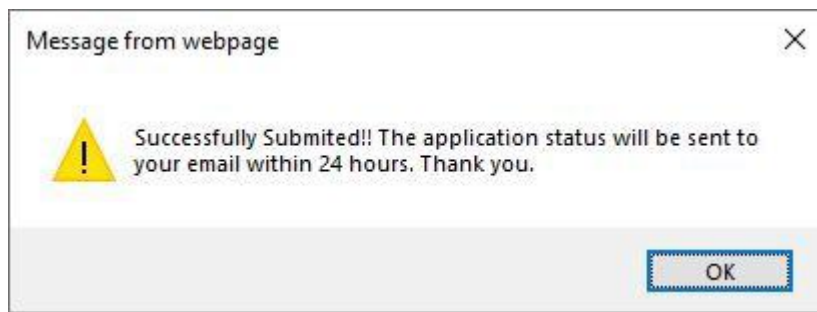 Message from webpage
Successfully Submited!! The application status will be sent to
your email within 24 hours. Thank you.
OK